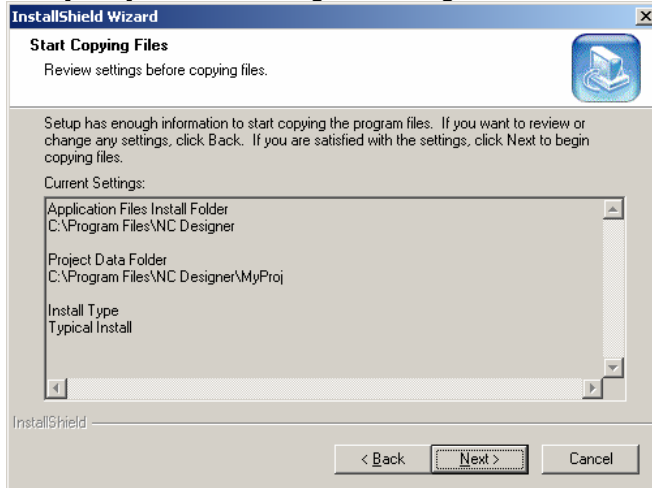 InstallShield Wizard
Start Copying Files
Review settings before copying files.
Setup has enough information to start copying the program files. If you want to review or
change any settings, click Back. If you are satisfied with the settings, click Next to begin
copying files.
Current Settings:
Application Files Install Folder
C:\Program Files\NC Designer
Project Data Folder
C:\Program Files\NC Designer\MyProj
Install Type
Typical Install
InstallShield
< Back Next > Cancel